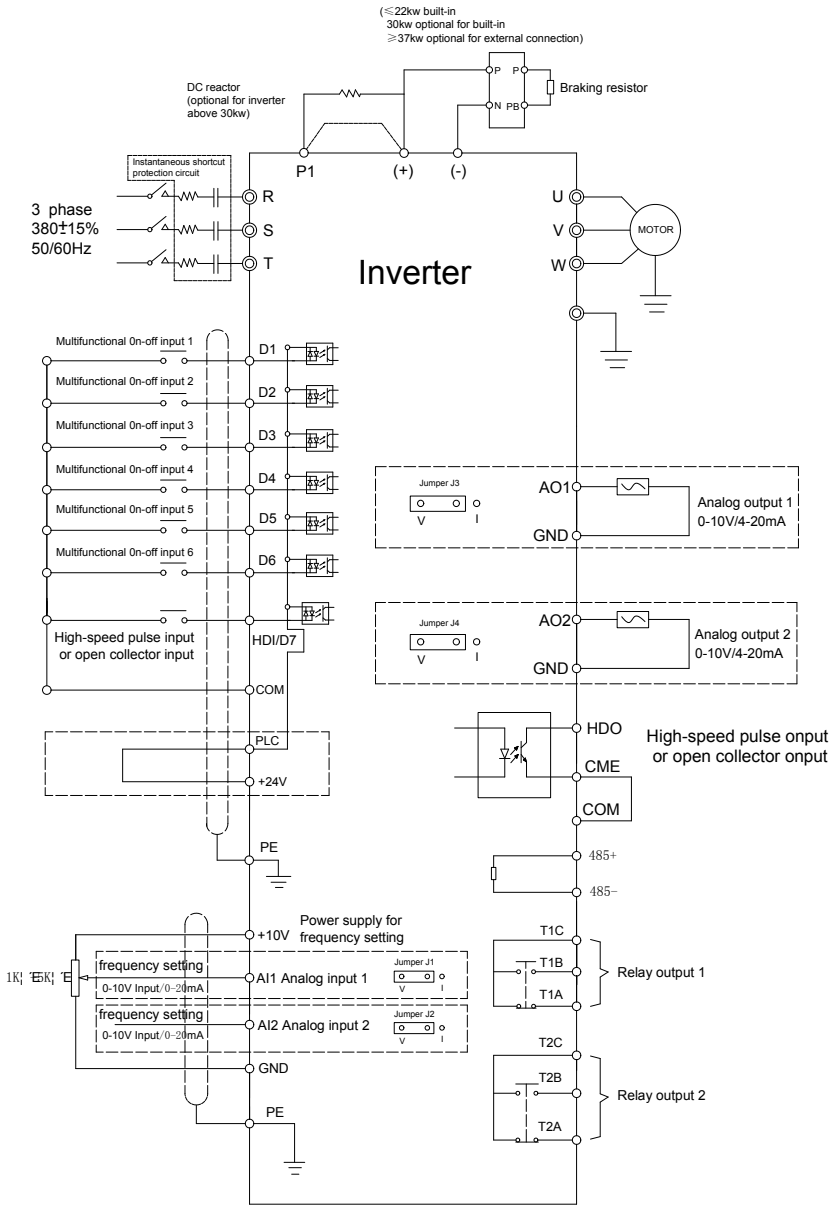 (≤22kw built-in
30kw optional for built-in
≥37kw optional for external connection)
DC reactor
(optional for inverter
above 30kw)
P P
N PB
Braking resistor
P1 (+) (-)
Instantaneous shortcut
protection circuit
3 phase
380±15%
50/60Hz
R
S
T
U
V
W
MOTOR
Inverter
Multifunctional 0n-off input 1
D1
Multifunctional 0n-off input 2
D2
Multifunctional 0n-off input 3
D3
Multifunctional 0n-off input 4
D4
Multifunctional 0n-off input 5
D5
Multifunctional 0n-off input 6
D6
High-speed pulse input
or open collector input
HDI/D7
COM
PLC
+24V
PE
Jumper J3
V I
AO1
GND
Analog output 1
0-10V/4-20mA
Jumper J4
V I
AO2
GND
Analog output 2
0-10V/4-20mA
HDO
CME
COM
High-speed pulse onput
or open collector onput
485+
485-
+10V
Power supply for
frequency setting
frequency setting
0-10V Input/0-20mA
AI1 Analog input 1
Jumper J1
V I
frequency setting
0-10V Input/0-20mA
AI2 Analog input 2
Jumper J2
V I
GND
PE
T1C
T1B
T1A
Relay output 1
T2C
T2B
T2A
Relay output 2